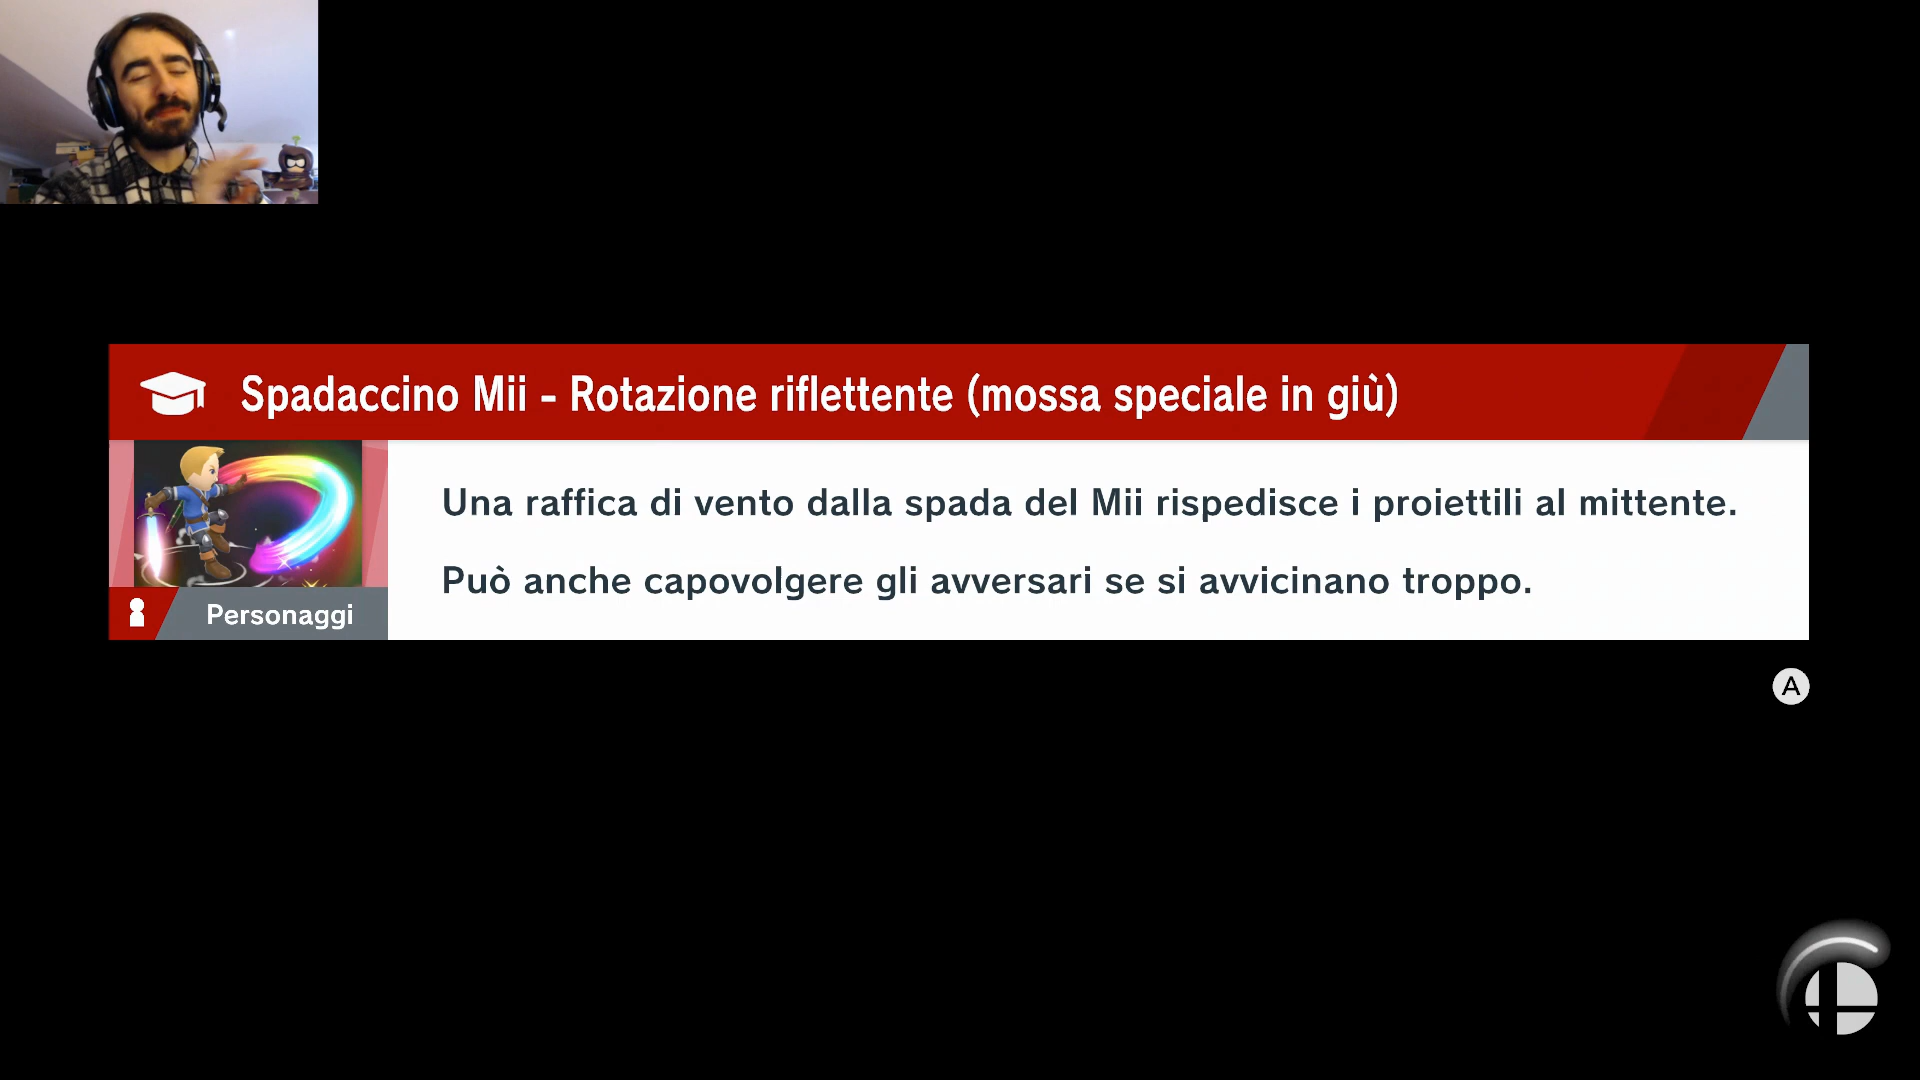 Spadaccino Mii - Rotazione riflettente (mossa speciale in giù)
Una raffica di vento dalla spada del Mii rispedisce i proiettili al mittente.
Può anche capovolgere gli avversari se si avvicinano troppo.
Personaggi
A